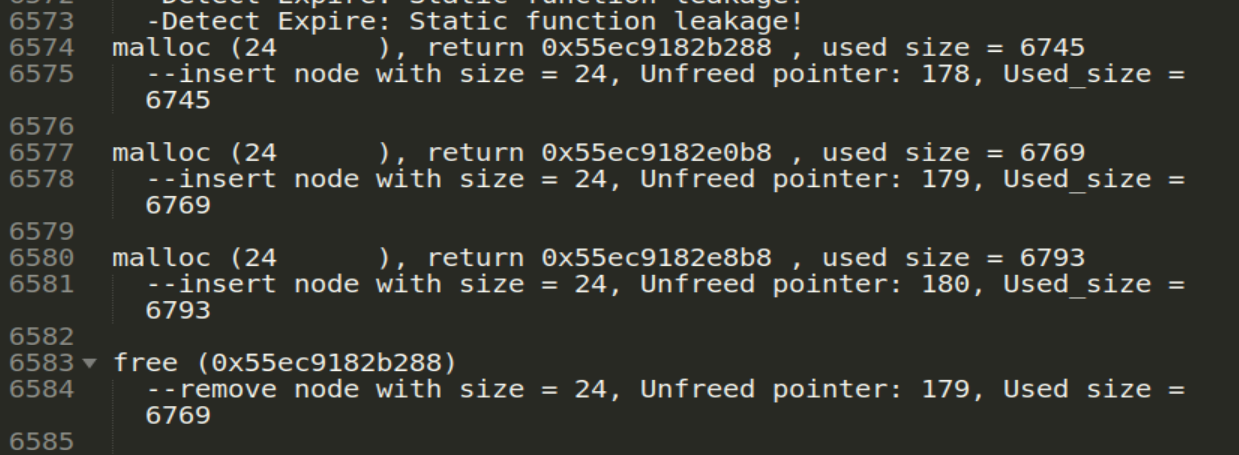 6572 -Detect Expire: Static function leakage!
6573 -Detect Expire: Static function leakage!
6574 malloc (24      ), return 0x55ec9182b288 , used size = 6745
6575 --insert node with size = 24, Unfreed pointer: 178, Used_size =
6745
6576
6577 malloc (24      ), return 0x55ec9182e0b8 , used size = 6769
6578 --insert node with size = 24, Unfreed pointer: 179, Used_size =
6769
6579
6580 malloc (24      ), return 0x55ec9182e8b8 , used size = 6793
6581 --insert node with size = 24, Unfreed pointer: 180, Used_size =
6793
6582
6583 free (0x55ec9182b288)
6584 --remove node with size = 24, Unfreed pointer: 179, Used size =
6769
6585